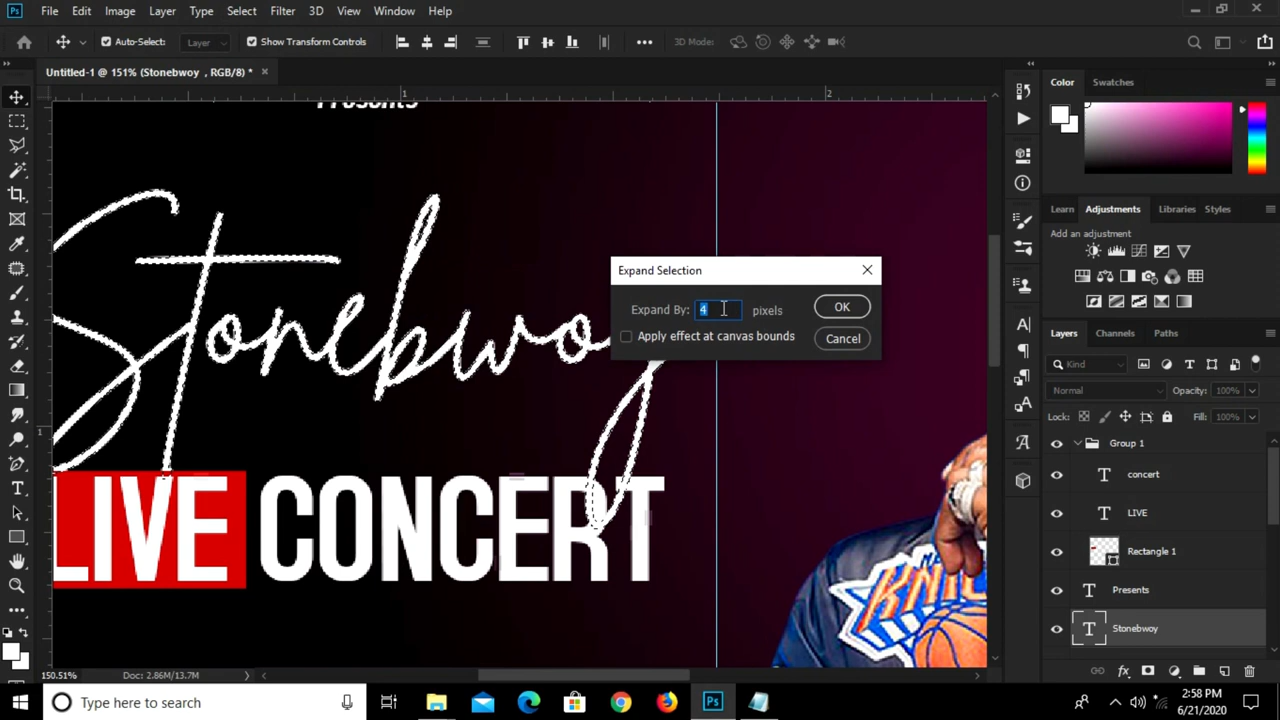 File Edit Image Layer Type Select Filter 3D View Window Help
Auto-Select: Layer Show Transform Controls 3D Mode:
Untitled-1 @ 151% (Stonebwoy , RGB/8) *
1 2
Presents
Stonebwoy
LIVE CONCERT
Expand Selection
Expand By: 4 pixels OK
Apply effect at canvas bounds Cancel
Color Swatches
Learn Adjustments Libraries Styles
Add an adjustment
Layers Channels Paths
Kind
Normal Opacity: 100%
Lock: Fill: 100%
Group 1
concert
LIVE
Rectangle 1
Presents
Stonebwoy
1
150.51% Doc: 2.86M/13.7M
Type here to search
2:58 PM
6/21/2020